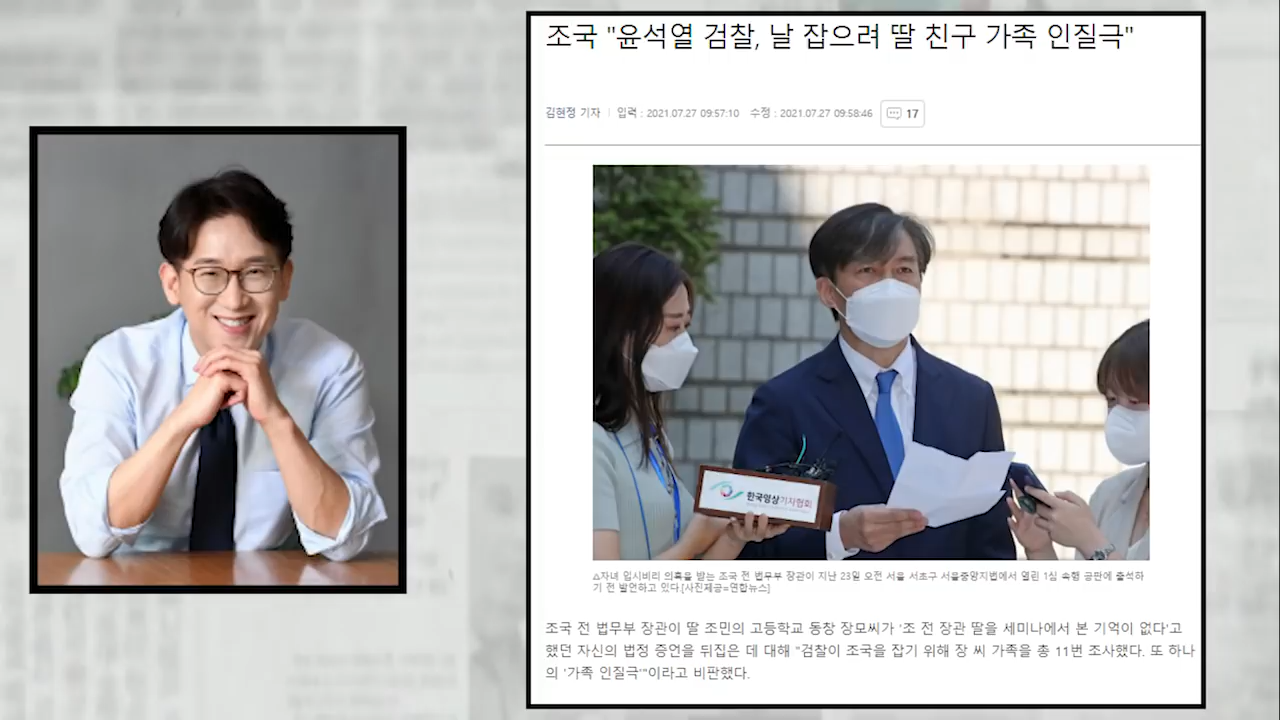 조국 "윤석열 검찰, 날 잡으려 딸 친구 가족 인질극"
김현정 기자 | 입력 : 2021.07.27 09:57:10 수정 : 2021.07.27 09:58:46 17
한국영상기자협회
△자녀 입시비리 의혹을 받는 조국 전 법무부 장관이 지난 23일 오전 서울 서초구 서울중앙지법에서 열린 1심 속행 공판에 출석하
기 전 발언하고 있다.[사진제공=연합뉴스]
조국 전 법무부 장관이 딸 조민의 고등학교 동창 장모씨가 '조 전 장관 딸을 세미나에서 본 기억이 없다'고
했던 자신의 법정 증언을 뒤집은 데 대해 "검찰이 조국을 잡기 위해 장 씨 가족을 총 11번 조사했다. 또 하나
의 '가족 인질극'"이라고 비판했다.